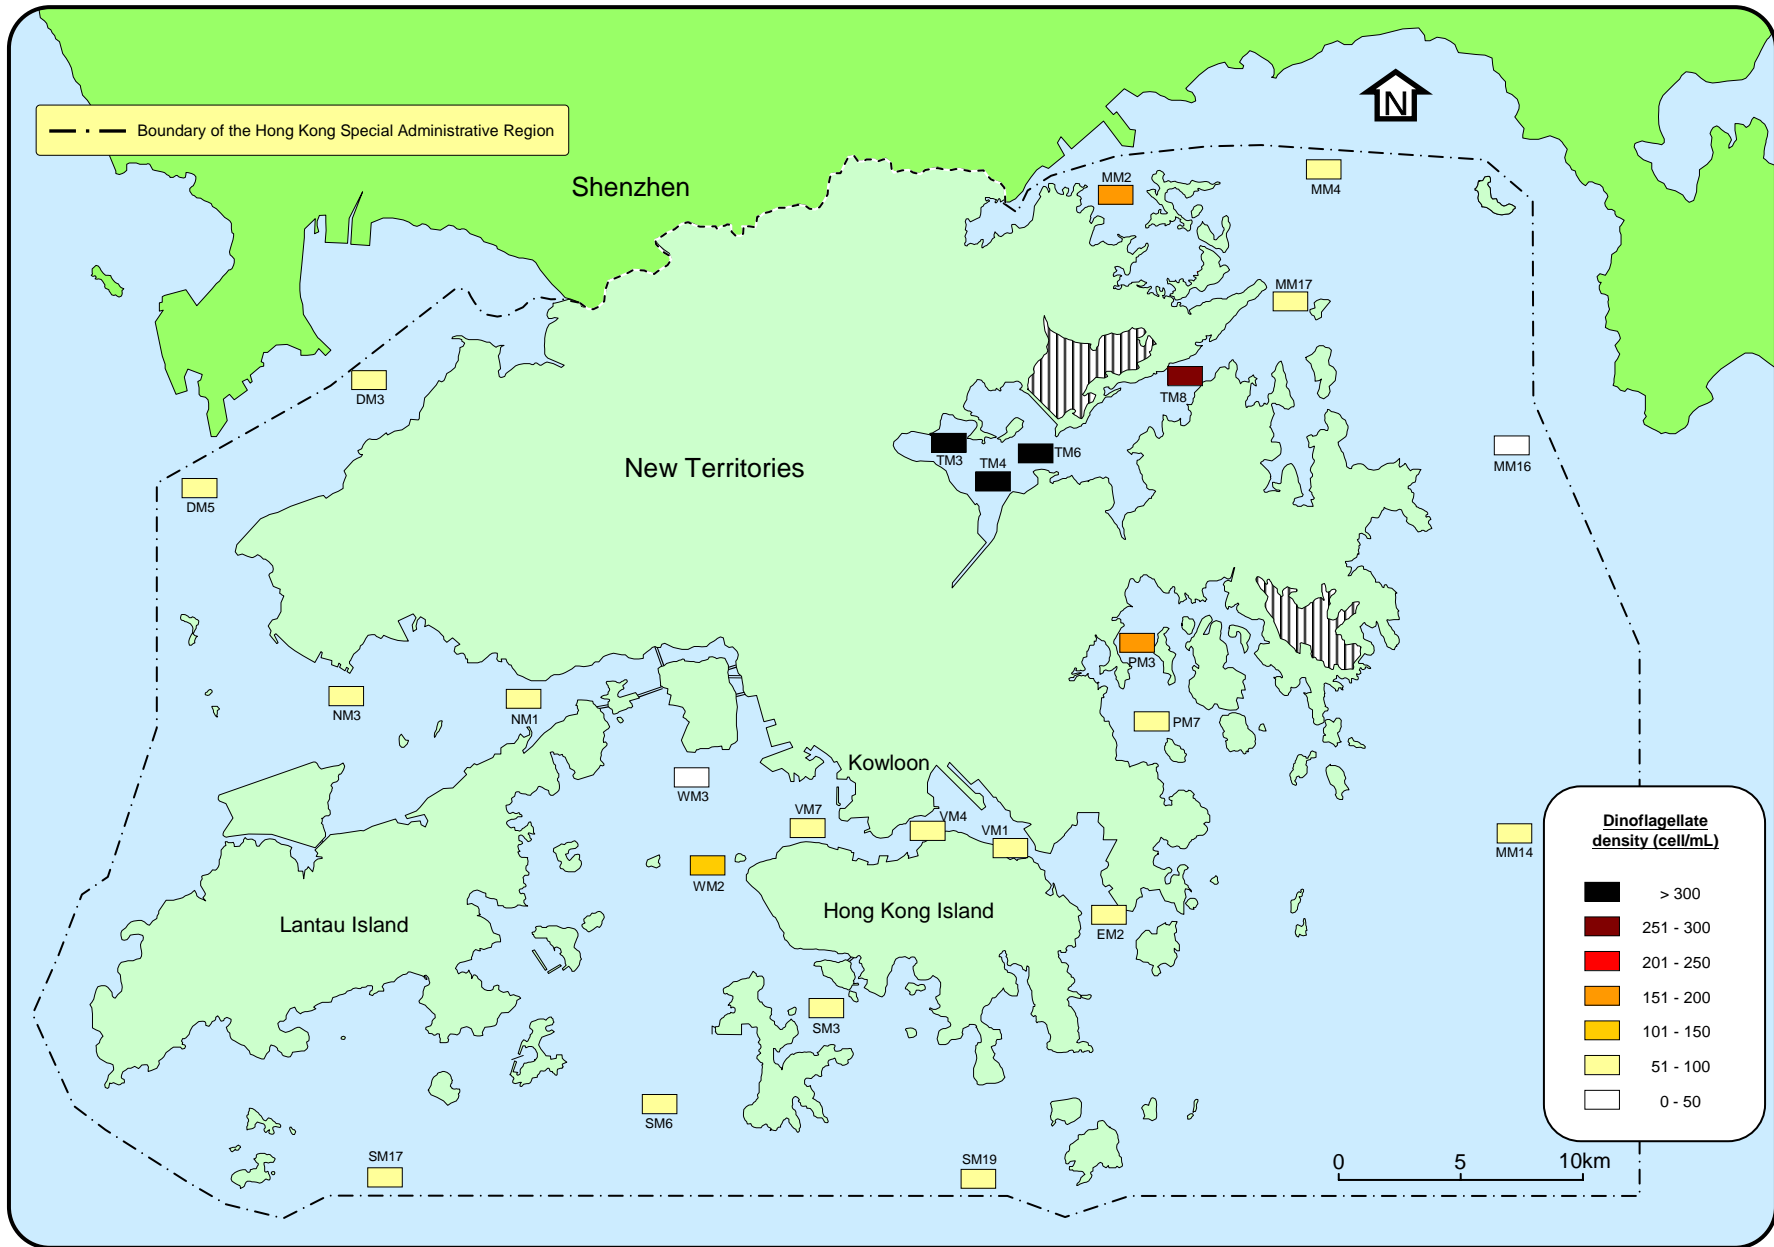 N
Boundary of the Hong Kong Special Administrative Region
Shenzhen
MM2
MM4
MM17
DM3
TM8
TM3
TM4
TM6
MM16
New Territories
DM5
PM3
NM3
NM1
PM7
Kowloon
WM3
VM7
VM4
VM1
MM14
WM2
Lantau Island
Hong Kong Island
EM2
SM3
SM6
SM17
SM19
Dinoflagellate
density (cell/mL)
> 300
251 - 300
201 - 250
151 - 200
101 - 150
51 - 100
0 - 50
0 5 10km